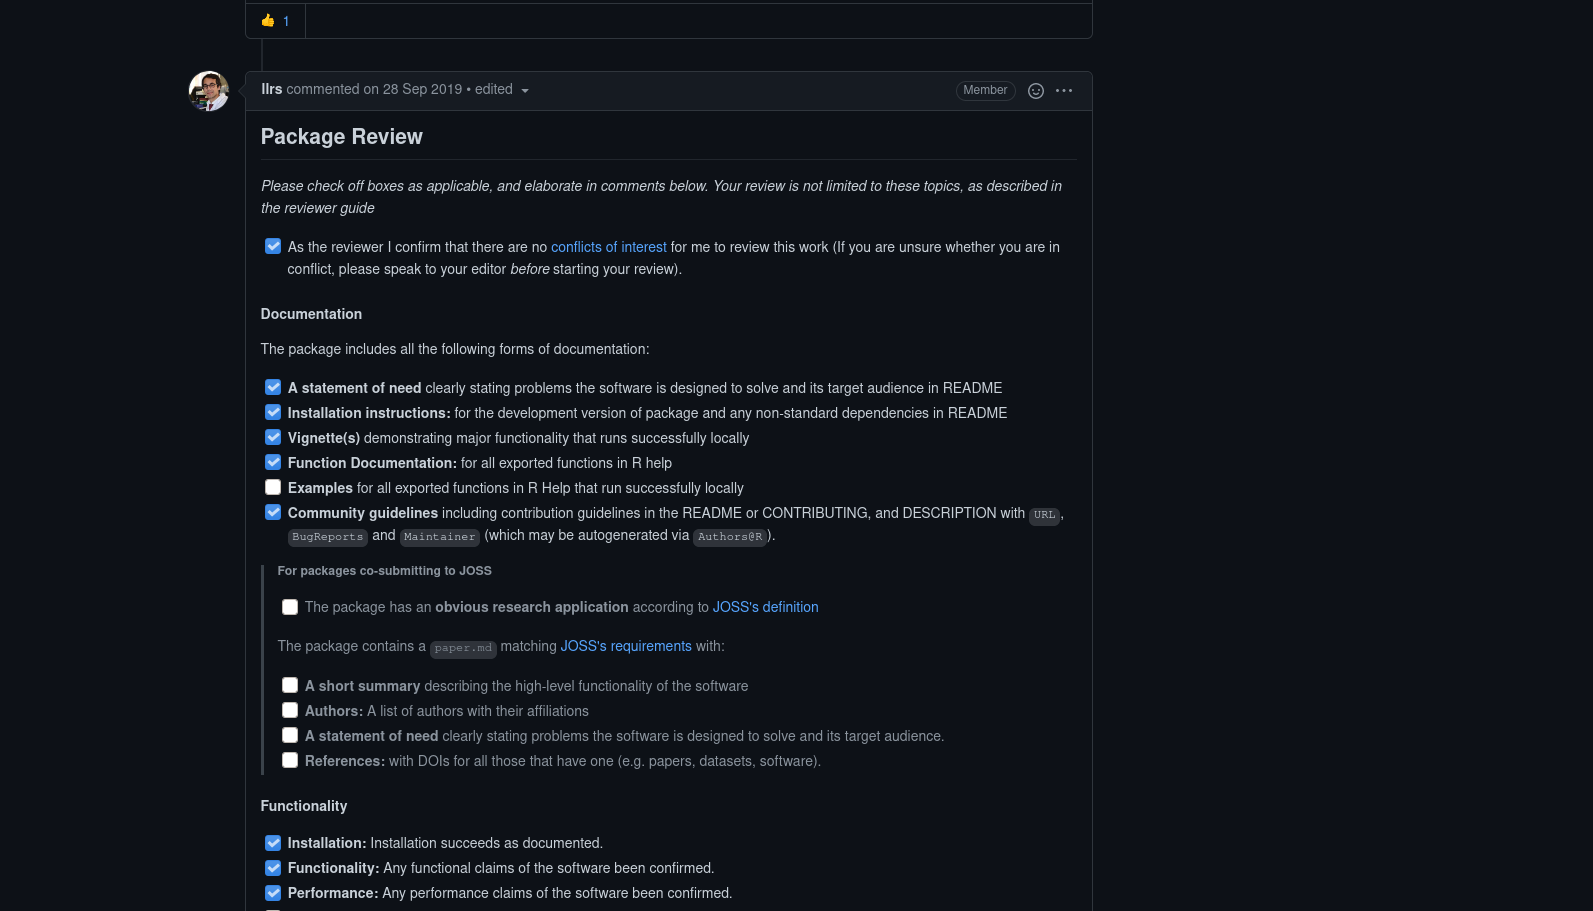 👍 1
llrs commented on 28 Sep 2019 • edited
Member
Package Review
Please check off boxes as applicable, and elaborate in comments below. Your review is not limited to these topics, as described in
the reviewer guide
As the reviewer I confirm that there are no conflicts of interest for me to review this work (If you are unsure whether you are in
conflict, please speak to your editor before starting your review).
Documentation
The package includes all the following forms of documentation:
A statement of need clearly stating problems the software is designed to solve and its target audience in README
Installation instructions: for the development version of package and any non-standard dependencies in README
Vignette(s) demonstrating major functionality that runs successfully locally
Function Documentation: for all exported functions in R help
Examples for all exported functions in R Help that run successfully locally
Community guidelines including contribution guidelines in the README or CONTRIBUTING, and DESCRIPTION with URL,
BugReports and Maintainer (which may be autogenerated via Authors@R).
For packages co-submitting to JOSS
The package has an obvious research application according to JOSS's definition
The package contains a paper.md matching JOSS's requirements with:
A short summary describing the high-level functionality of the software
Authors: A list of authors with their affiliations
A statement of need clearly stating problems the software is designed to solve and its target audience.
References: with DOIs for all those that have one (e.g. papers, datasets, software).
Functionality
Installation: Installation succeeds as documented.
Functionality: Any functional claims of the software been confirmed.
Performance: Any performance claims of the software been confirmed.